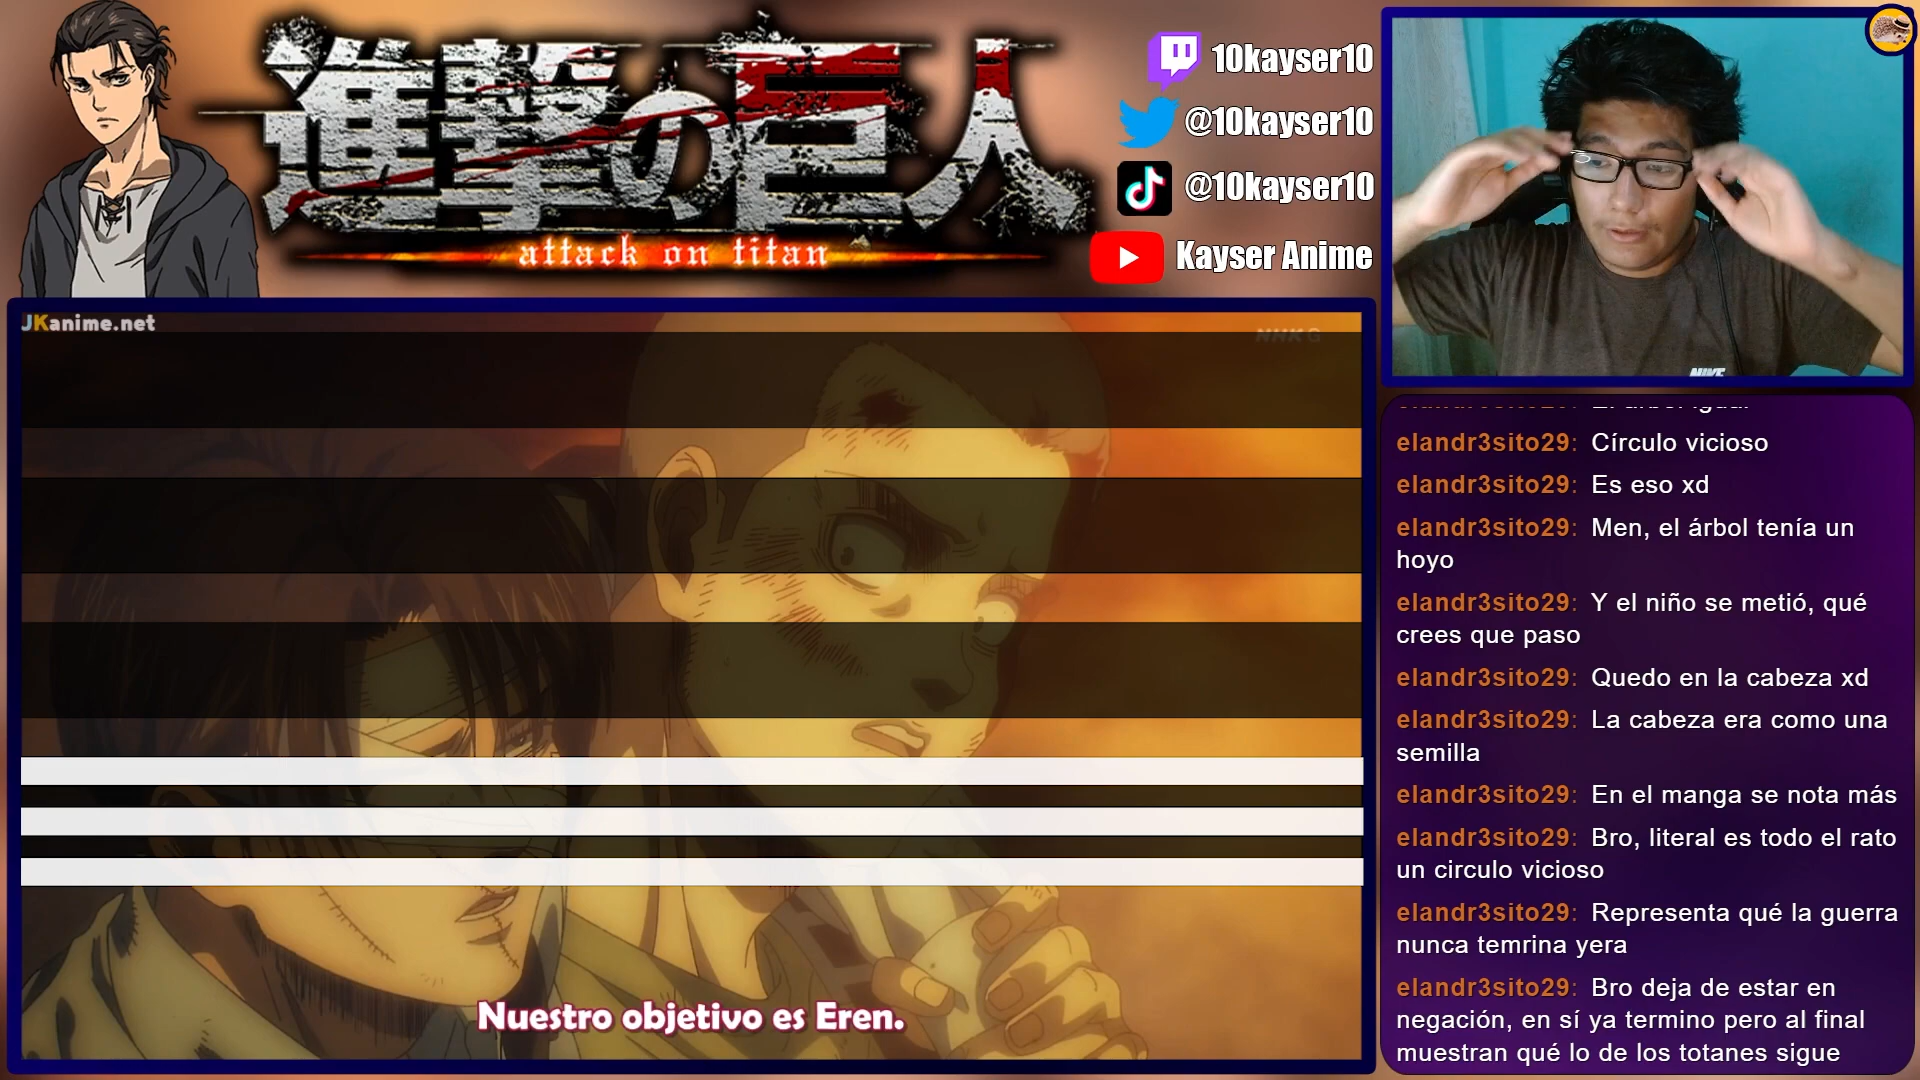 進撃の巨人
attack on titan
10kayser10
@10kayser10
@10kayser10
Kayser Anime
JKanime.net
NHK G
Nuestro objetivo es Eren.
NIKE
elandr3sito29: Círculo vicioso
elandr3sito29: Es eso xd
elandr3sito29: Men, el árbol tenía un
hoyo
elandr3sito29: Y el niño se metió, qué
crees que paso
elandr3sito29: Quedo en la cabeza xd
elandr3sito29: La cabeza era como una
semilla
elandr3sito29: En el manga se nota más
elandr3sito29: Bro, literal es todo el rato
un circulo vicioso
elandr3sito29: Representa qué la guerra
nunca temrina yera
elandr3sito29: Bro deja de estar en
negación, en sí ya termino pero al final
muestran qué lo de los totanes sigue